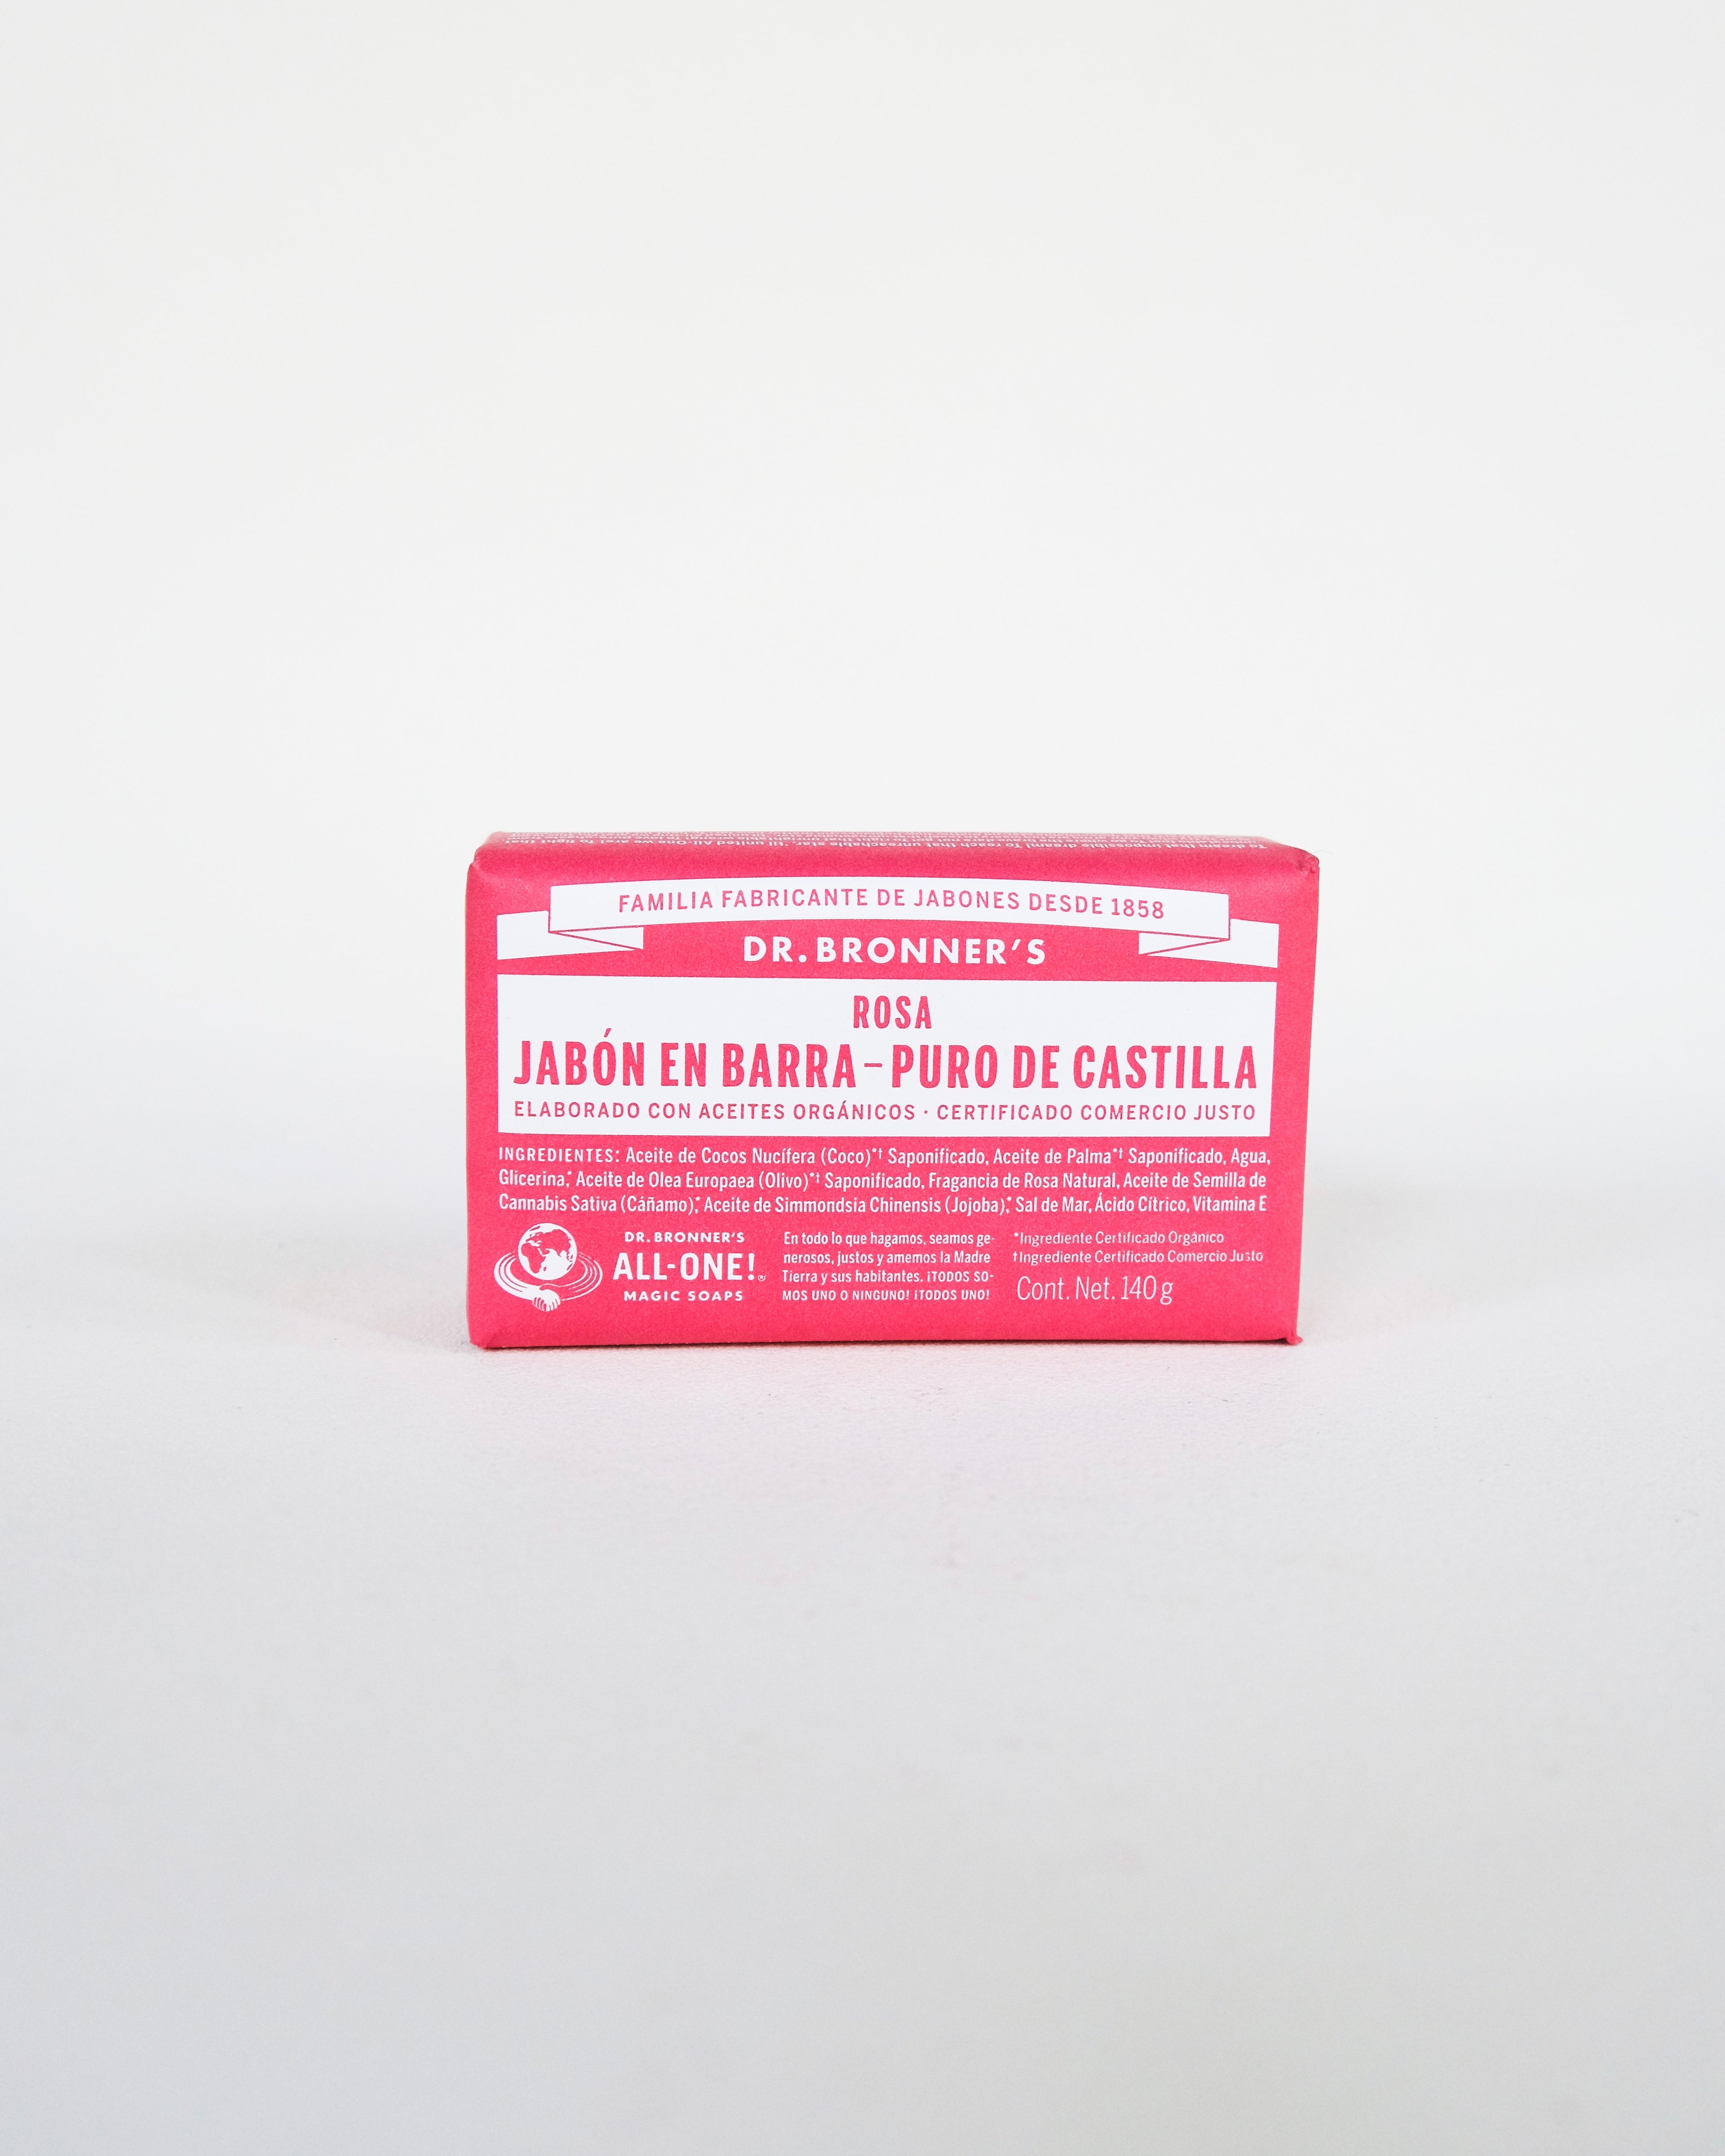 FAMILIA FABRICANTE DE JABONES DESDE 1858
DR. BRONNER'S
ROSA
JABÓN EN BARRA – PURO DE CASTILLA
ELABORADO CON ACEITES ORGÁNICOS · CERTIFICADO COMERCIO JUSTO
INGREDIENTES: Aceite de Cocos Nucífera (Coco)*† Saponificado, Aceite de Palma*† Saponificado, Agua,
Glicerina,* Aceite de Olea Europaea (Olivo)*† Saponificado, Fragancia de Rosa Natural, Aceite de Semilla de
Cannabis Sativa (Cáñamo),* Aceite de Simmondsia Chinensis (Jojoba),* Sal de Mar, Ácido Cítrico, Vitamina E
DR. BRONNER'S
ALL-ONE!®
MAGIC SOAPS
En todo lo que hagamos, seamos ge-
nerosos, justos y amemos la Madre
Tierra y sus habitantes. ¡TODOS SO-
MOS UNO O NINGUNO! ¡TODOS UNO!
*Ingrediente Certificado Orgánico
†Ingrediente Certificado Comercio Justo
Cont. Net. 140 g